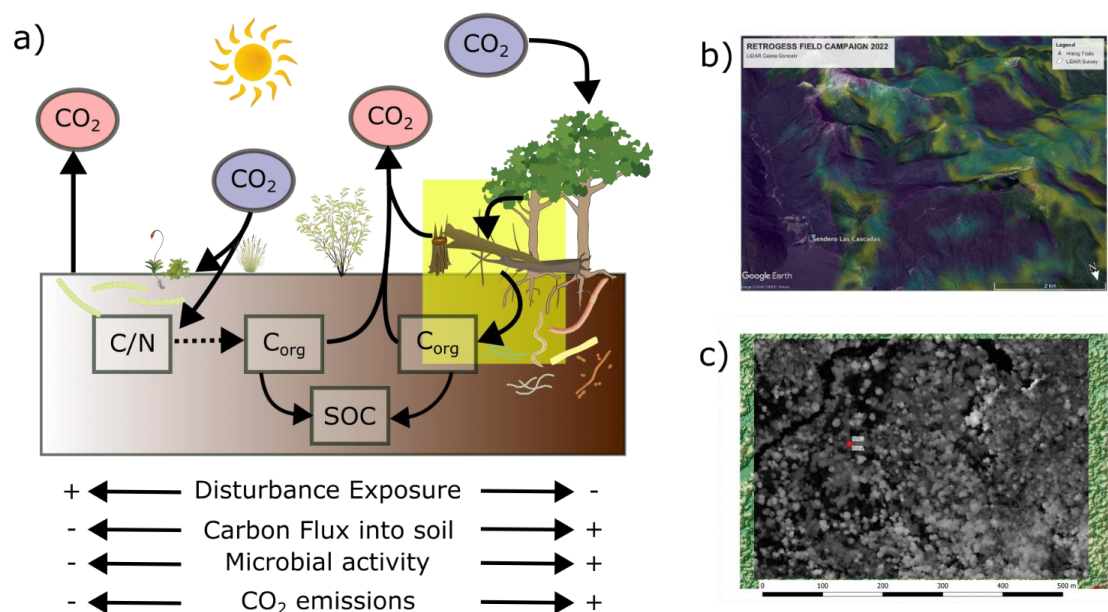 a)
CO2
CO2
CO2
CO2
C/N
Corg
Corg
SOC
+ Disturbance Exposure -
- Carbon Flux into soil +
- Microbial activity +
- CO2 emissions +
b)
RETROGESS FIELD CAMPAIGN 2022
LiDAR Caleta Gonzalo
Legend
Hiking Trails
LiDAR Survey
Sendero Las Cascadas
Google Earth
2 km
N
c)
0 100 200 300 400 500 m